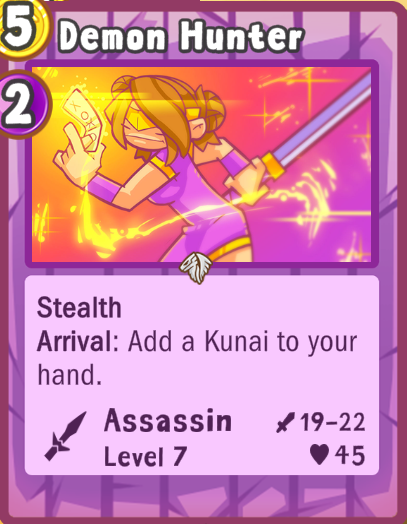 5
Demon Hunter
2
Stealth
Arrival: Add a Kunai to your
hand.
Assassin 19–22
Level 7 45